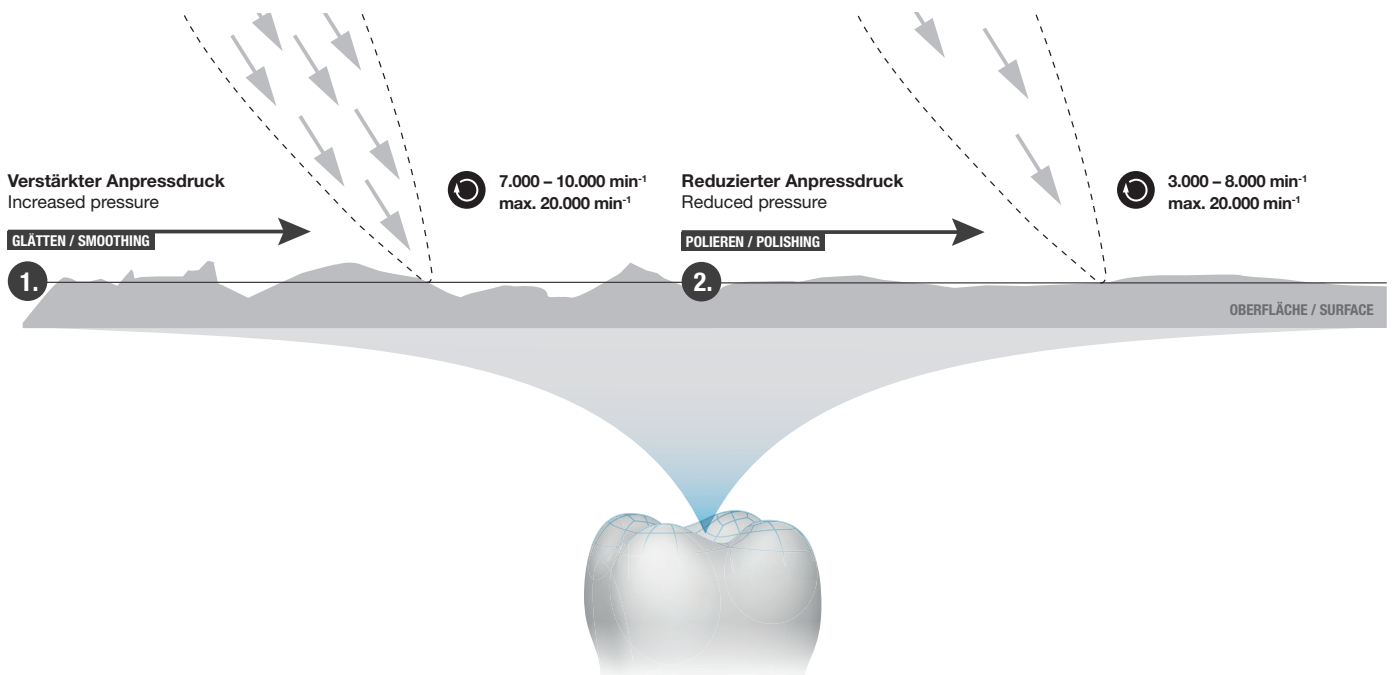 Verstärkter Anpressdruck
Increased pressure
GLÄTTEN / SMOOTHING
1.
7.000 – 10.000 min⁻¹
max. 20.000 min⁻¹
Reduzierter Anpressdruck
Reduced pressure
POLIEREN / POLISHING
2.
3.000 – 8.000 min⁻¹
max. 20.000 min⁻¹
OBERFLÄCHE / SURFACE